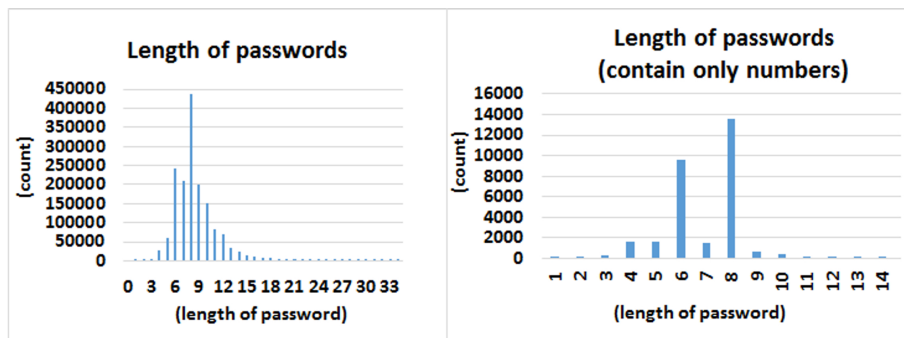 Length of passwords
450000
400000
350000
300000
250000
200000
150000
100000
50000
0
(count)
0 3 6 9 12 15 18 21 24 27 30 33
(length of password)
Length of passwords
(contain only numbers)
16000
14000
12000
10000
8000
6000
4000
2000
0
(count)
1 2 3 4 5 6 7 8 9 10 11 12 13 14
(length of password)